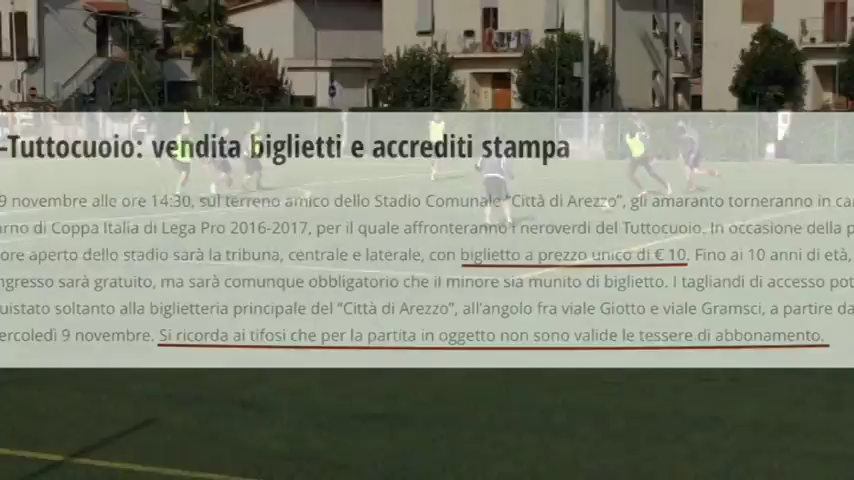 -Tuttocuoio: vendita biglietti e accrediti stampa
9 novembre alle ore 14:30, sul terreno amico dello Stadio Comunale "Città di Arezzo", gli amaranto torneranno in ca
rno di Coppa Italia di Lega Pro 2016-2017, per il quale affronteranno i neroverdi del Tuttocuoio. In occasione della p
ore aperto dello stadio sarà la tribuna, centrale e laterale, con biglietto a prezzo unico di € 10. Fino ai 10 anni di età,
ngresso sarà gratuito, ma sarà comunque obbligatorio che il minore sia munito di biglietto. I tagliandi di accesso pot
uistato soltanto alla biglietteria principale del "Città di Arezzo", all'angolo fra viale Giotto e viale Gramsci, a partire da
ercoledì 9 novembre. Si ricorda ai tifosi che per la partita in oggetto non sono valide le tessere di abbonamento.